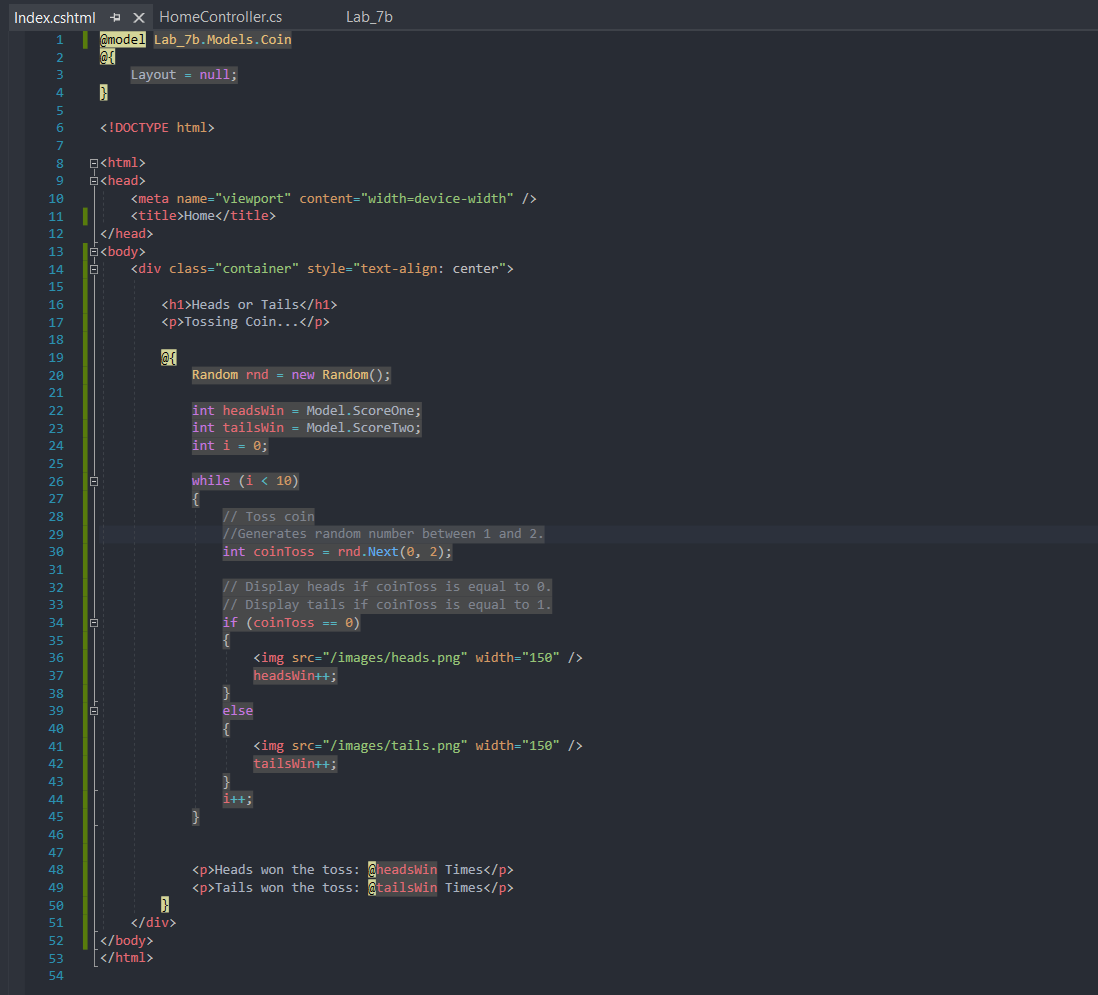 Index.cshtml HomeController.cs Lab_7b
1 @model Lab_7b.Models.Coin
2 @{
3 Layout = null;
4 }
5
6 <!DOCTYPE html>
7
8 <html>
9 <head>
10 <meta name="viewport" content="width=device-width" />
11 <title>Home</title>
12 </head>
13 <body>
14 <div class="container" style="text-align: center">
15
16 <h1>Heads or Tails</h1>
17 <p>Tossing Coin...</p>
18
19 @{
20 Random rnd = new Random();
21
22 int headsWin = Model.ScoreOne;
23 int tailsWin = Model.ScoreTwo;
24 int i = 0;
25
26 while (i < 10)
27 {
28 // Toss coin
29 //Generates random number between 1 and 2.
30 int coinToss = rnd.Next(0, 2);
31
32 // Display heads if coinToss is equal to 0.
33 // Display tails if coinToss is equal to 1.
34 if (coinToss == 0)
35 {
36 <img src="/images/heads.png" width="150" />
37 headsWin++;
38 }
39 else
40 {
41 <img src="/images/tails.png" width="150" />
42 tailsWin++;
43 }
44 i++;
45 }
46
47
48 <p>Heads won the toss: @headsWin Times</p>
49 <p>Tails won the toss: @tailsWin Times</p>
50 }
51 </div>
52 </body>
53 </html>
54